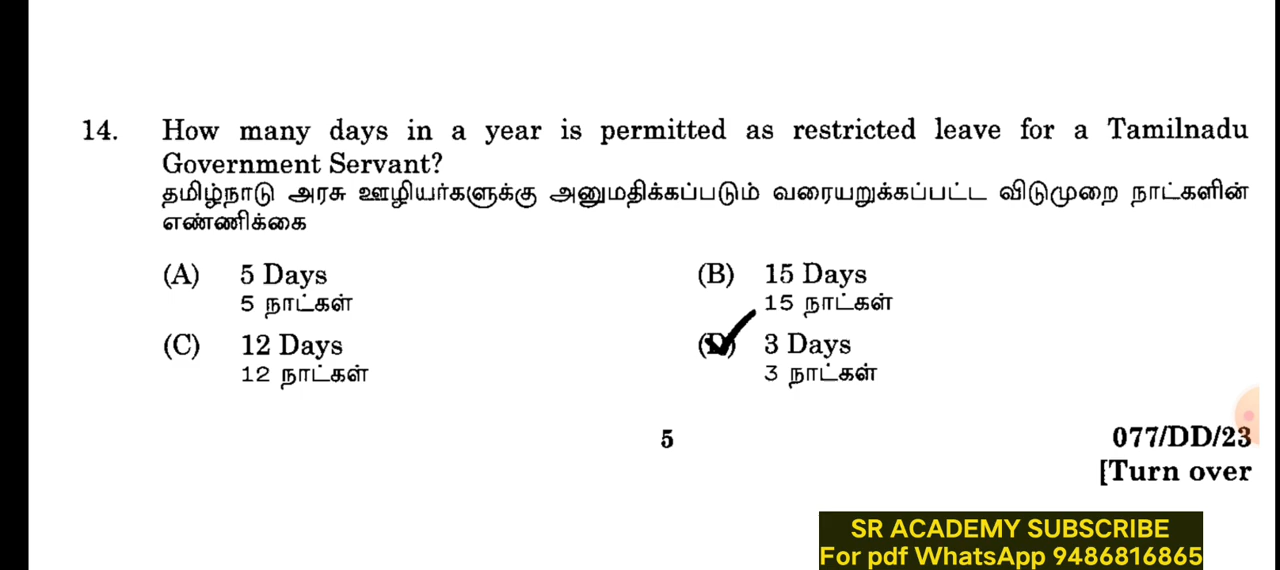 14. How many days in a year is permitted as restricted leave for a Tamilnadu
Government Servant?
தமிழ்நாடு அரசு ஊழியர்களுக்கு அனுமதிக்கப்படும் வரையறுக்கப்பட்ட விடுமுறை நாட்களின்
எண்ணிக்கை
(A) 5 Days (B) 15 Days
5 நாட்கள் 15 நாட்கள்
(C) 12 Days (D) 3 Days
12 நாட்கள் 3 நாட்கள்
5 077/DD/23
[Turn over
SR ACADEMY SUBSCRIBE
For pdf WhatsApp 9486816865